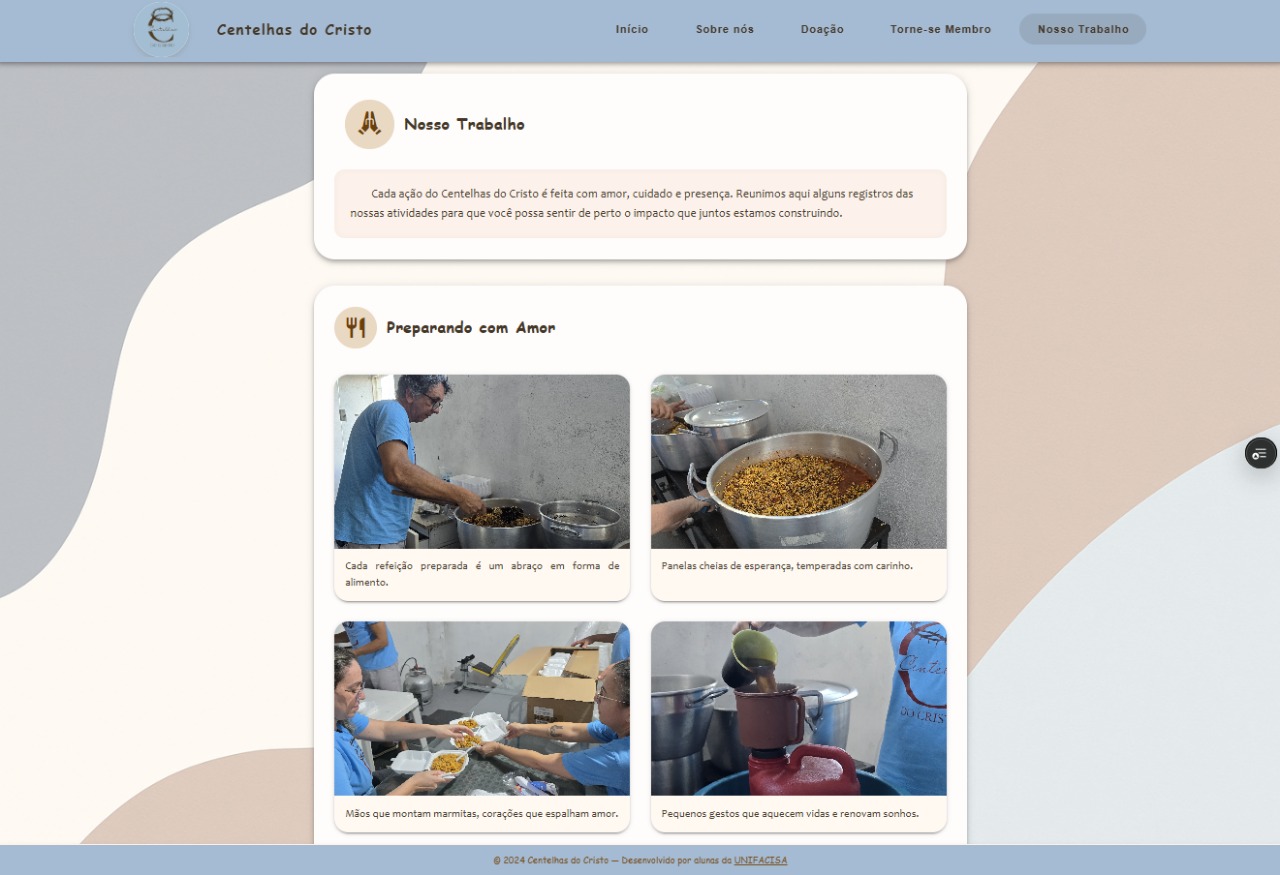 Centelhas do Cristo
Início
Sobre nós
Doação
Torne-se Membro
Nosso Trabalho
Nosso Trabalho
Cada ação do Centelhas do Cristo é feita com amor, cuidado e presença. Reunimos aqui alguns registros das
nossas atividades para que você possa sentir de perto o impacto que juntos estamos construindo.
Preparando com Amor
Cada refeição preparada é um abraço em forma de
alimento.
Panelas cheias de esperança, temperadas com carinho.
DO CRIS
Mãos que montam marmitas, corações que espalham amor.
Pequenos gestos que aquecem vidas e renovam sonhos.
© 2024 Centelhas do Cristo — Desenvolvido por alunas da UNIFACISA